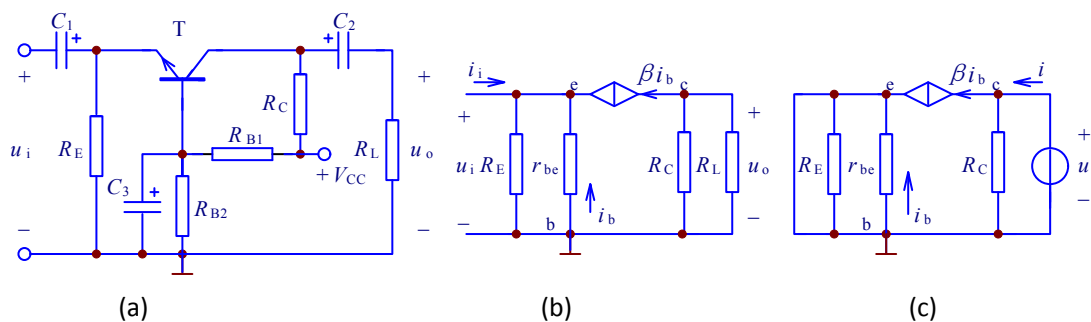 C1 T C2
+ + + +
RC
RB1
ui RE RL uo
+ VCC
C3 +
RB2
− −
(a)
ii e βib c
+ +
ui RE rbe RC RL uo
ib
− b −
(b)
e βib c i
+
RE rbe RC u
ib −
b
(c)